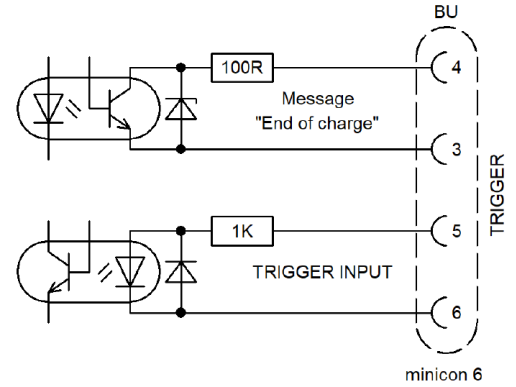 BU
100R
4
Message
"End of charge"
3
TRIGGER
1K
5
TRIGGER INPUT
6
minicon 6